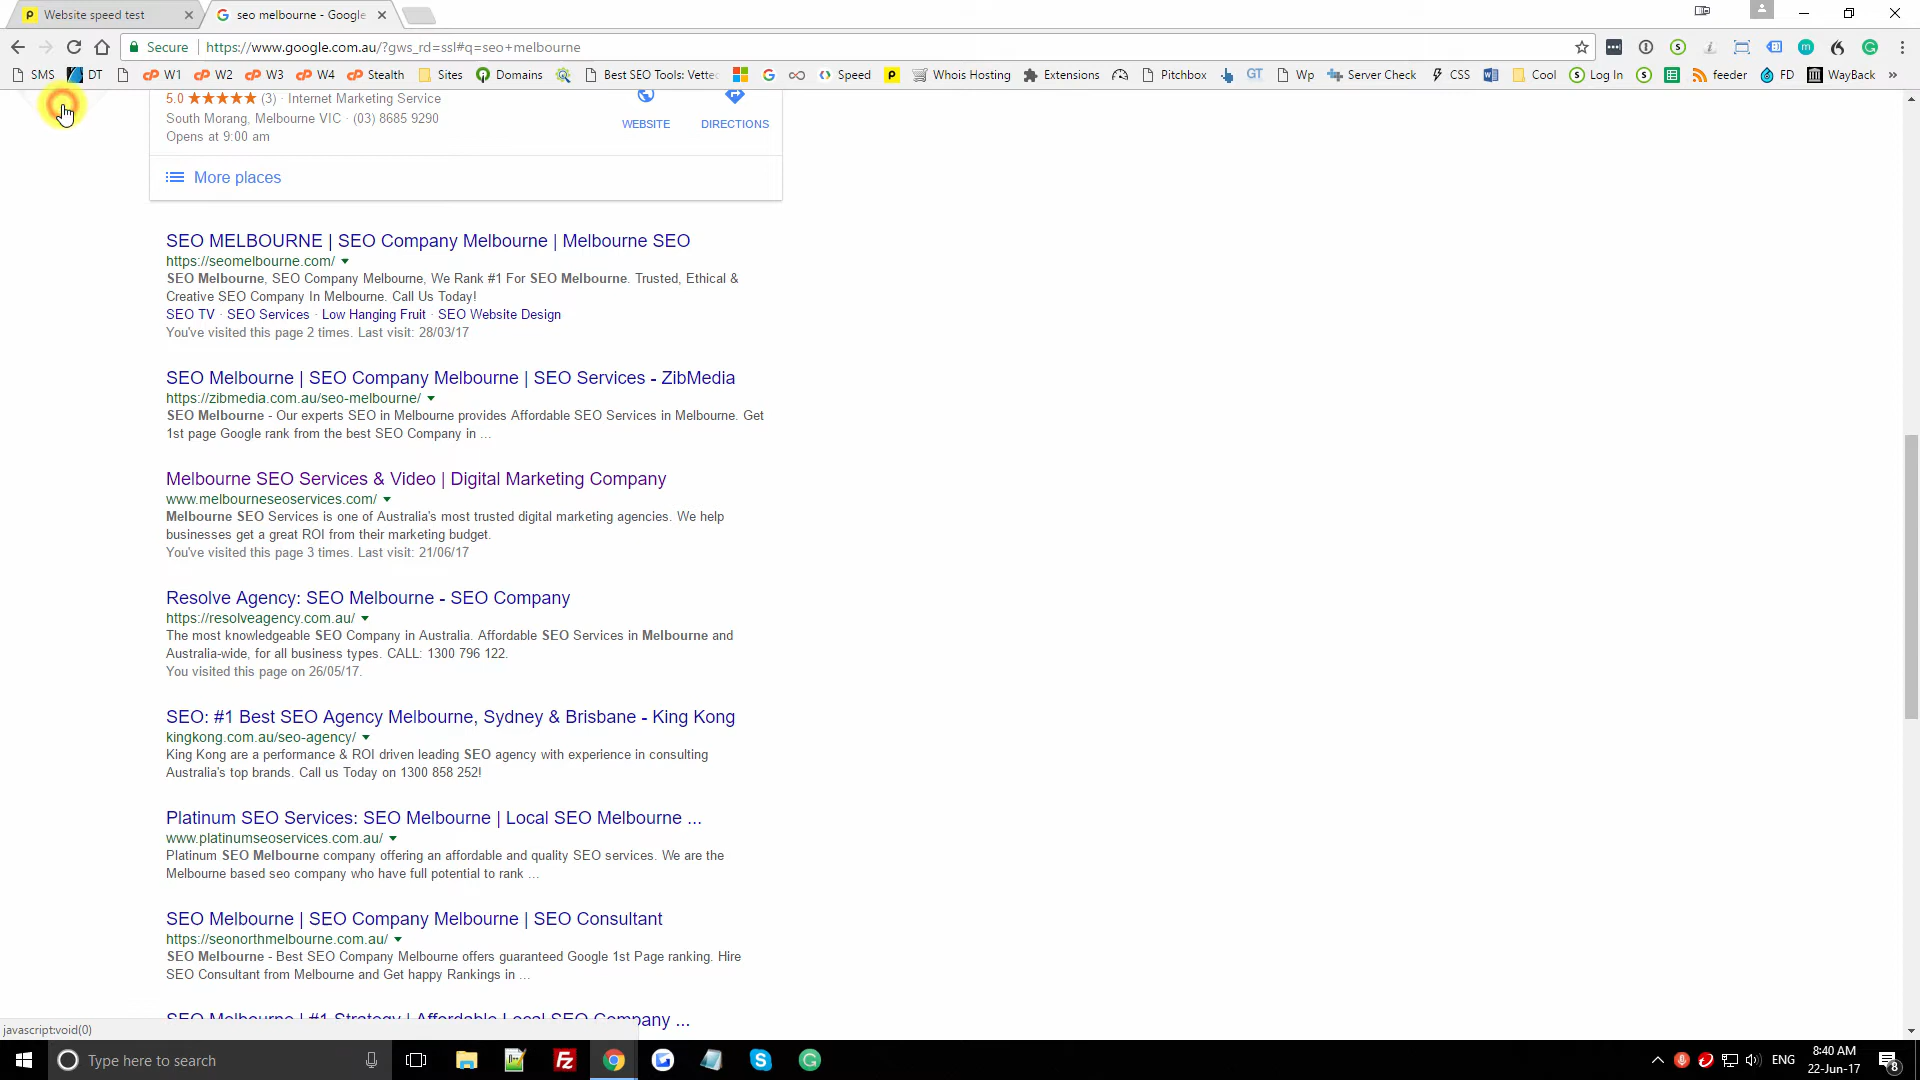 Website speed test
seo melbourne - Google
Secure
https://www.google.com.au/?gws_rd=ssl#q=seo+melbourne
SMS DT W1 W2 W3 W4 Stealth Sites Domains Best SEO Tools: Vette Speed Whois Hosting Extensions Pitchbox Wp Server Check CSS Cool Log In feeder FD WayBack »
5.0 ★★★★★ (3) · Internet Marketing Service
South Morang, Melbourne VIC · (03) 8685 9290
Opens at 9:00 am
WEBSITE DIRECTIONS
More places
SEO MELBOURNE | SEO Company Melbourne | Melbourne SEO
https://seomelbourne.com/
SEO Melbourne, SEO Company Melbourne, We Rank #1 For SEO Melbourne. Trusted, Ethical &
Creative SEO Company In Melbourne. Call Us Today!
SEO TV · SEO Services · Low Hanging Fruit · SEO Website Design
You've visited this page 2 times. Last visit: 28/03/17
SEO Melbourne | SEO Company Melbourne | SEO Services - ZibMedia
https://zibmedia.com.au/seo-melbourne/
SEO Melbourne - Our experts SEO in Melbourne provides Affordable SEO Services in Melbourne. Get
1st page Google rank from the best SEO Company in ...
Melbourne SEO Services & Video | Digital Marketing Company
www.melbourneseoservices.com/
Melbourne SEO Services is one of Australia's most trusted digital marketing agencies. We help
businesses get a great ROI from their marketing budget.
You've visited this page 3 times. Last visit: 21/06/17
Resolve Agency: SEO Melbourne - SEO Company
https://resolveagency.com.au/
The most knowledgeable SEO Company in Australia. Affordable SEO Services in Melbourne and
Australia-wide, for all business types. CALL: 1300 796 122.
You visited this page on 26/05/17.
SEO: #1 Best SEO Agency Melbourne, Sydney & Brisbane - King Kong
kingkong.com.au/seo-agency/
King Kong are a performance & ROI driven leading SEO agency with experience in consulting
Australia's top brands. Call us Today on 1300 858 252!
Platinum SEO Services: SEO Melbourne | Local SEO Melbourne ...
www.platinumseoservices.com.au/
Platinum SEO Melbourne company offering an affordable and quality SEO services. We are the
Melbourne based seo company who have full potential to rank ...
SEO Melbourne | SEO Company Melbourne | SEO Consultant
https://seonorthmelbourne.com.au/
SEO Melbourne - Best SEO Company Melbourne offers guaranteed Google 1st Page ranking. Hire
SEO Consultant from Melbourne and Get happy Rankings in ...
SEO Melbourne | #1 Strategy | Affordable Local SEO Company ...
javascript:void(0)
Type here to search
ENG
8:40 AM
22-Jun-17
8